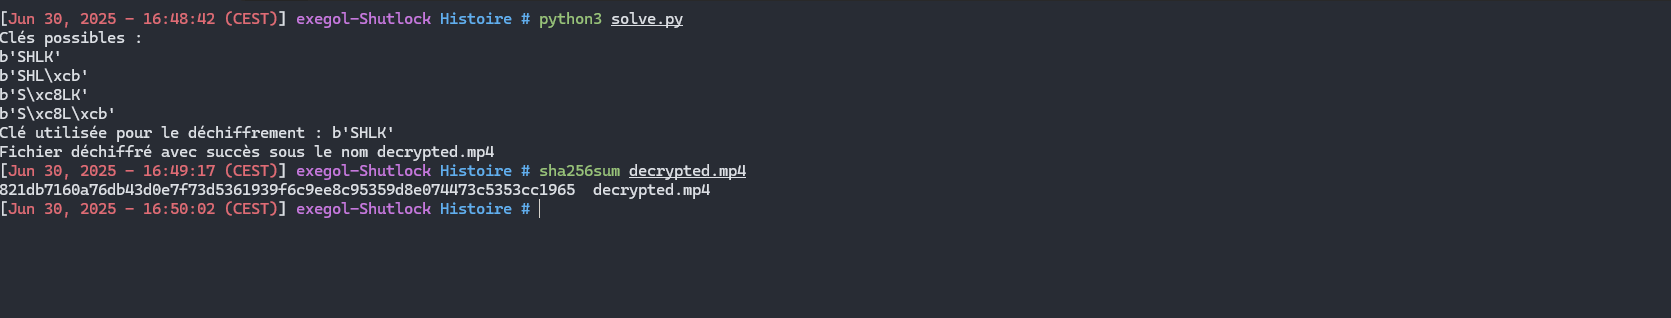 [Jun 30, 2025 - 16:48:42 (CEST)] exegol-Shutlock Histoire # python3 solve.py
Clés possibles :
b'SHLK'
b'SHL\xcb'
b'S\xc8LK'
b'S\xc8L\xcb'
Clé utilisée pour le déchiffrement : b'SHLK'
Fichier déchiffré avec succès sous le nom decrypted.mp4
[Jun 30, 2025 - 16:49:17 (CEST)] exegol-Shutlock Histoire # sha256sum decrypted.mp4
821db7160a76db43d0e7f73d5361939f6c9ee8c95359d8e074473c5353cc1965  decrypted.mp4
[Jun 30, 2025 - 16:50:02 (CEST)] exegol-Shutlock Histoire #